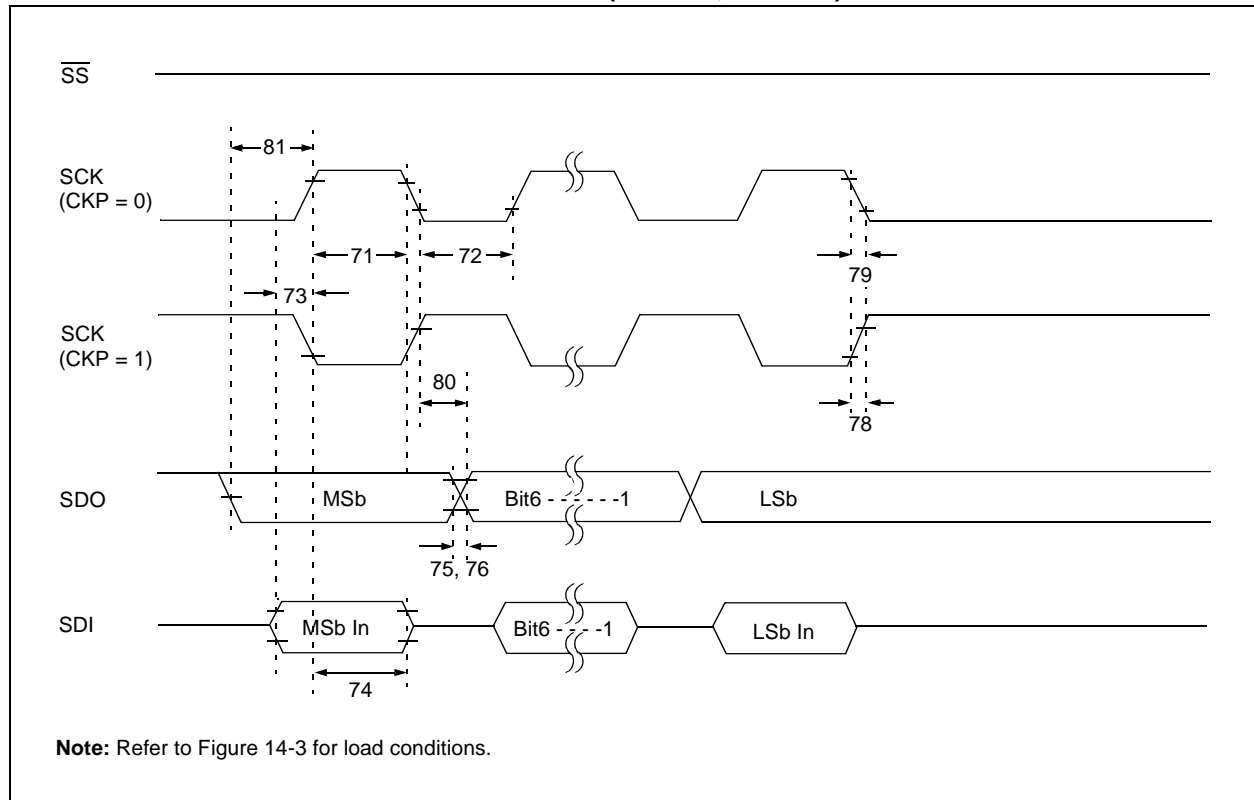 SS
81
SCK
(CKP = 0)
71
72
79
73
SCK
(CKP = 1)
80
78
SDO
MSb
Bit6 - - - - - -1
LSb
75, 76
SDI
MSb In
Bit6 - - - -1
LSb In
74
Note: Refer to Figure 14-3 for load conditions.